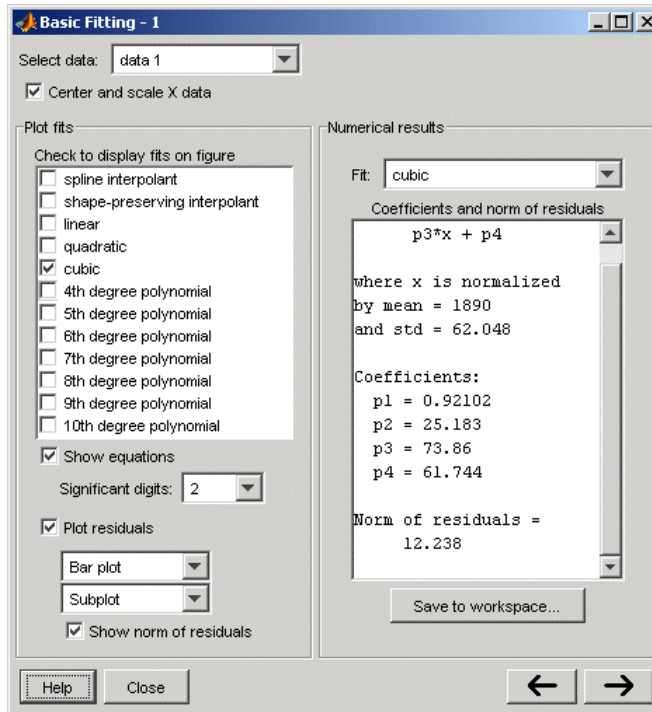 Basic Fitting - 1
Select data: data 1
Center and scale X data
Plot fits
Check to display fits on figure
spline interpolant
shape-preserving interpolant
linear
quadratic
cubic
4th degree polynomial
5th degree polynomial
6th degree polynomial
7th degree polynomial
8th degree polynomial
9th degree polynomial
10th degree polynomial
Show equations
Significant digits: 2
Plot residuals
Bar plot
Subplot
Show norm of residuals
Numerical results
Fit: cubic
Coefficients and norm of residuals
p3*x + p4
where x is normalized
by mean = 1890
and std = 62.048
Coefficients:
p1 = 0.92102
p2 = 25.183
p3 = 73.86
p4 = 61.744
Norm of residuals =
12.238
Save to workspace...
Help Close